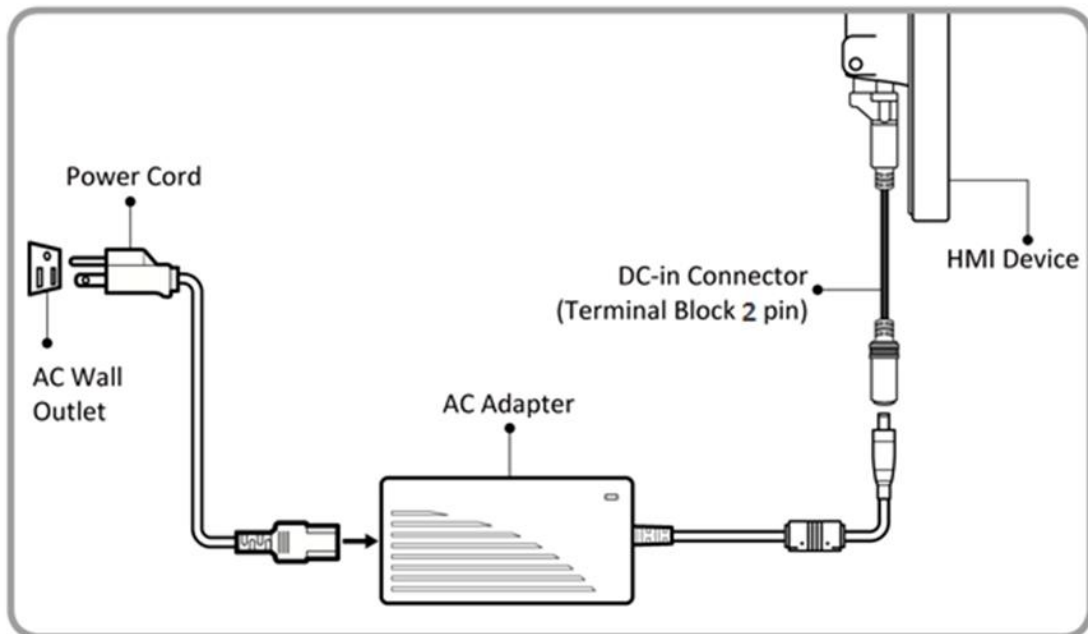 Power Cord
AC Wall
Outlet
AC Adapter
DC-in Connector
(Terminal Block 2 pin)
HMI Device